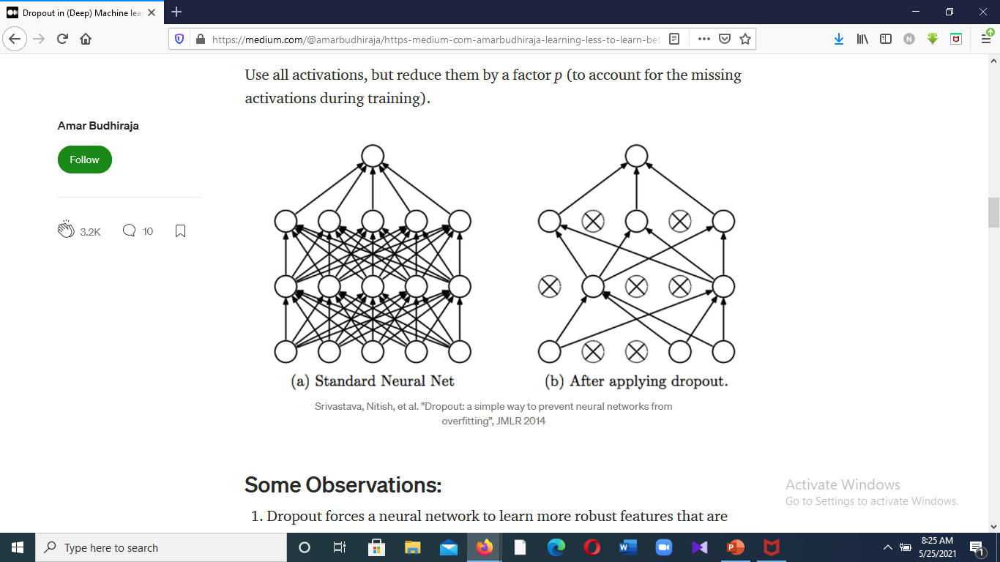 Dropout in (Deep) Machine lea
https://medium.com/@amarbudhiraja/https-medium-com-amarbudhiraja-learning-less-to-learn-bet
N
Use all activations, but reduce them by a factor p (to account for the missing
activations during training).
Amar Budhiraja
Follow
3.2K
10
(a) Standard Neural Net
(b) After applying dropout.
Srivastava, Nitish, et al. ”Dropout: a simple way to prevent neural networks from
overfitting”, JMLR 2014
Some Observations:
1. Dropout forces a neural network to learn more robust features that are
Activate Windows
Go to Settings to activate Windows.
Type here to search
8:25 AM
5/25/2021
1